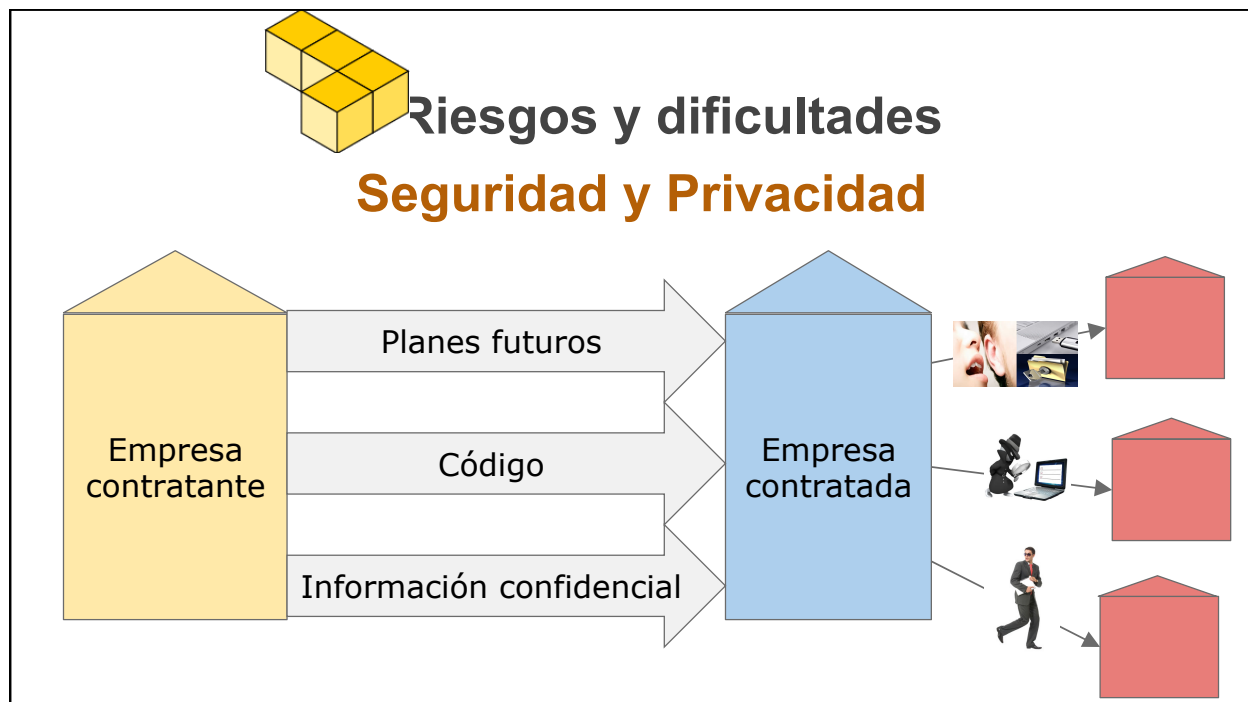 Riesgos y dificultades
Seguridad y Privacidad
Planes futuros
Empresa
contratante
Código
Empresa
contratada
Información confidencial